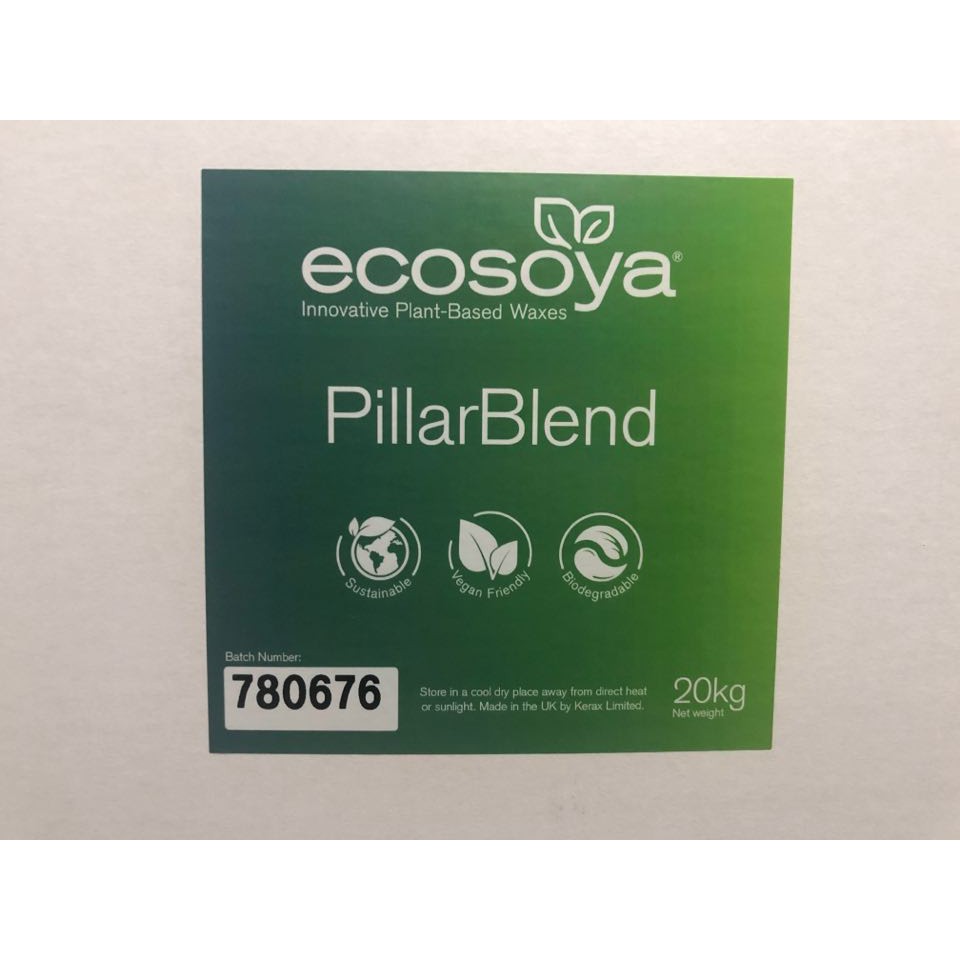 ecosoya®
Innovative Plant-Based Waxes
PillarBlend
Sustainable
Vegan Friendly
Biodegradable
Batch Number:
780676
Store in a cool dry place away from direct heat
or sunlight. Made in the UK by Kerax Limited.
20kg
Net weight